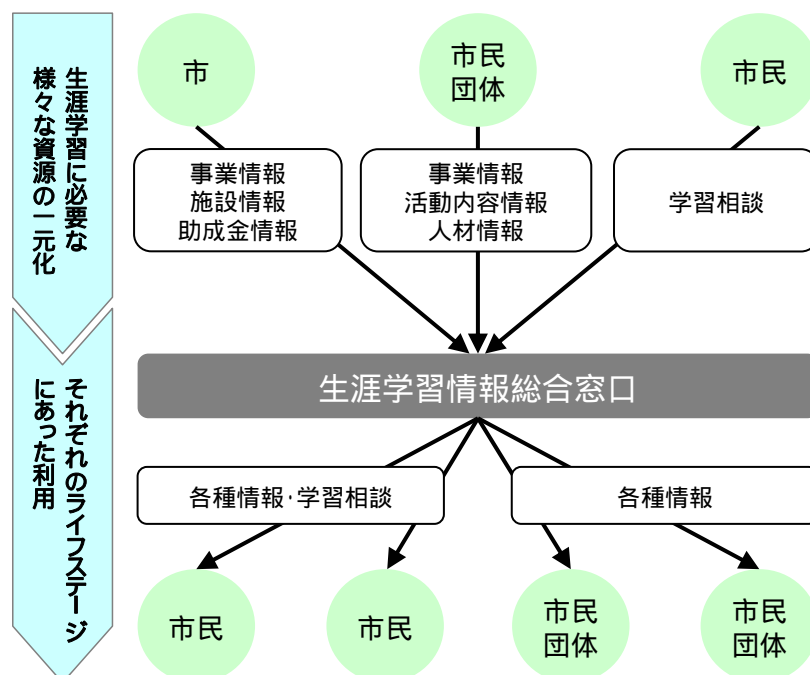 生涯学習に必要な
様々な資源の一元化
市
市民
団体
市民
事業情報
施設情報
助成金情報
事業情報
活動内容情報
人材情報
学習相談
生涯学習情報総合窓口
それぞれのライフステージ
にあった利用
各種情報・学習相談
各種情報
市民
市民
市民
団体
市民
団体